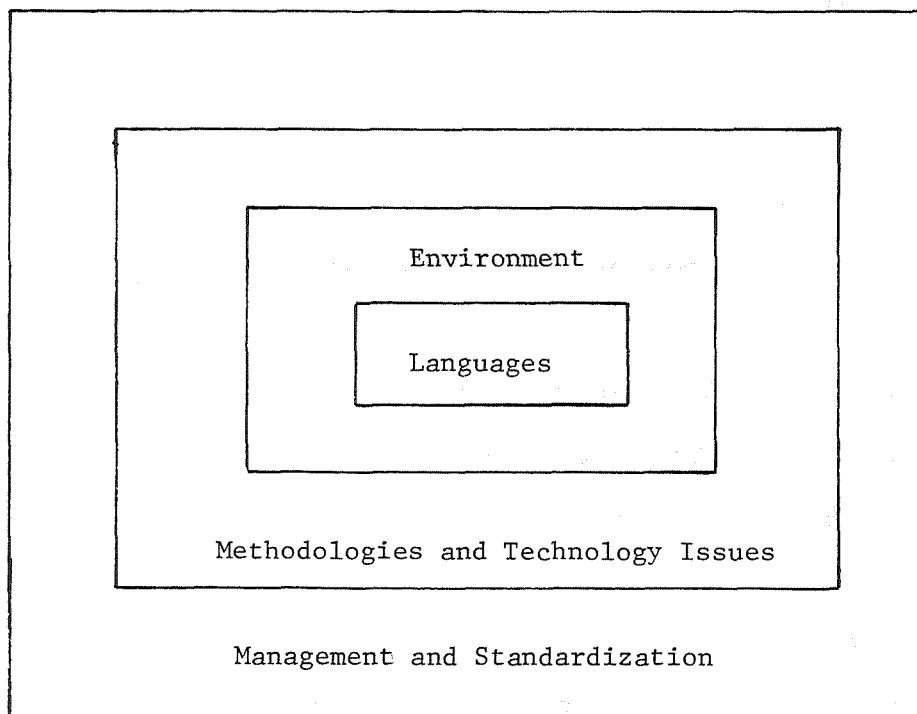 Environment
Languages
Methodologies and Technology Issues
Management and Standardization